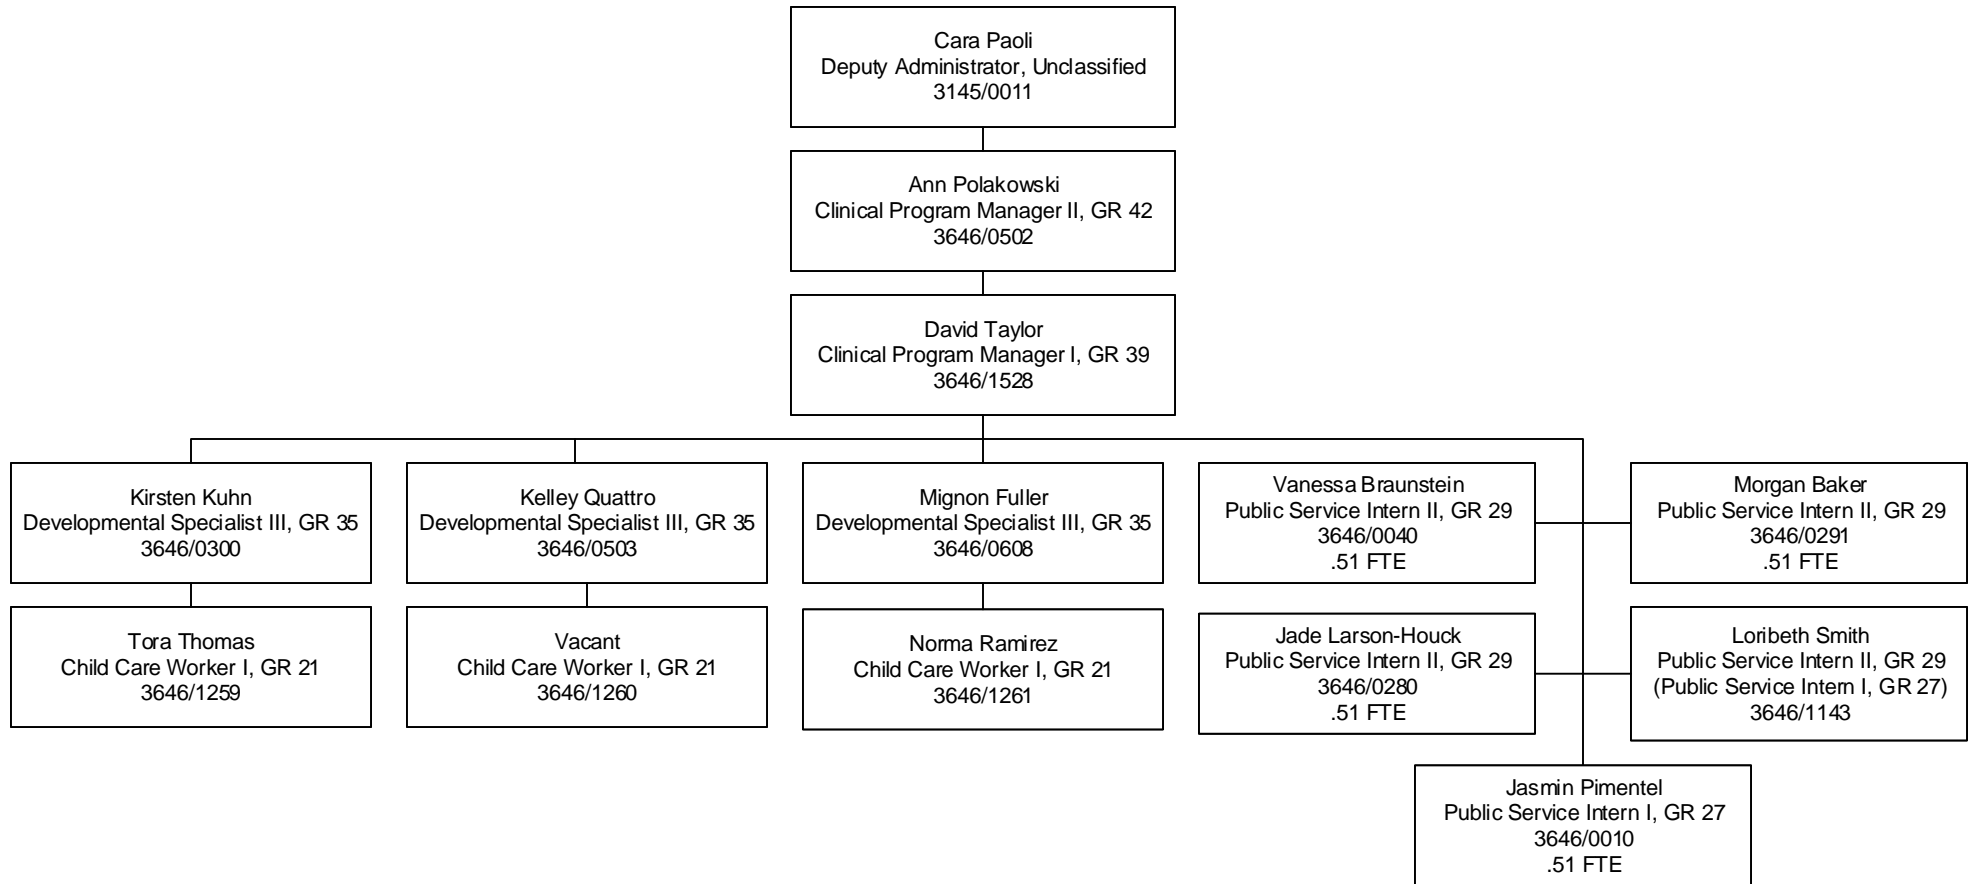 Cara Paoli
Deputy Administrator, Unclassified
3145/0011
Ann Polakowski
Clinical Program Manager II, GR 42
3646/0502
David Taylor
Clinical Program Manager I, GR 39
3646/1528
Kirsten Kuhn
Developmental Specialist III, GR 35
3646/0300
Kelley Quattro
Developmental Specialist III, GR 35
3646/0503
Mignon Fuller
Developmental Specialist III, GR 35
3646/0608
Vanessa Braunstein
Public Service Intern II, GR 29
3646/0040
.51 FTE
Morgan Baker
Public Service Intern II, GR 29
3646/0291
.51 FTE
Tora Thomas
Child Care Worker I, GR 21
3646/1259
Vacant
Child Care Worker I, GR 21
3646/1260
Norma Ramirez
Child Care Worker I, GR 21
3646/1261
Jade Larson-Houck
Public Service Intern II, GR 29
3646/0280
.51 FTE
Loribeth Smith
Public Service Intern II, GR 29
(Public Service Intern I, GR 27)
3646/1143
Jasmin Pimentel
Public Service Intern I, GR 27
3646/0010
.51 FTE